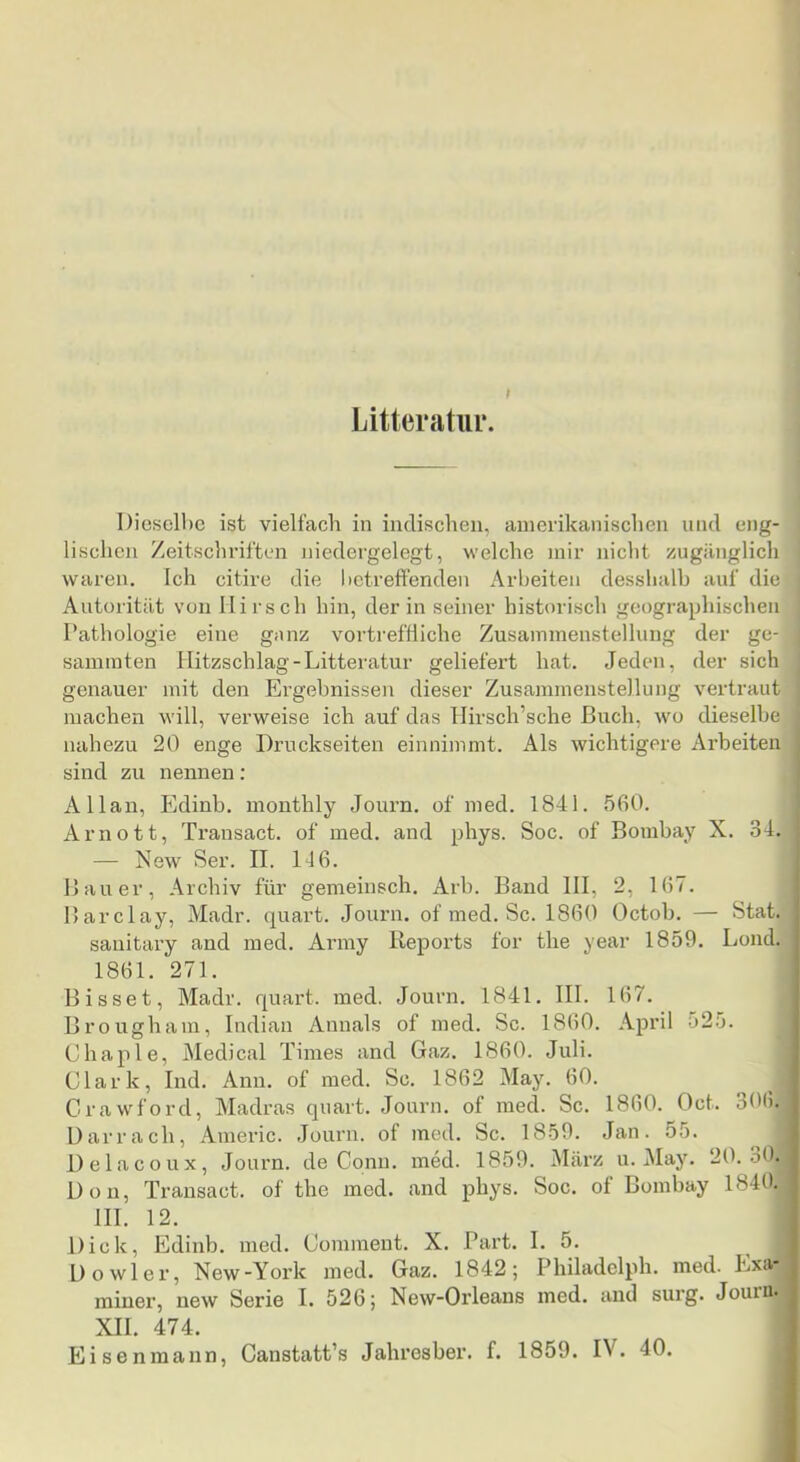 Litteratur.
Dieselbe ist vielfach in indischen, amerikanischen und eng-
lischen Zeitschriften niedergelegt, welche mir nicht zugänglich
waren. Ich citire die betreffenden Arbeiten desshalb auf die
Autorität von Hirsch hin, der in seiner historisch geographischen
Pathologie eine ganz vortreffliche Zusammenstellung der ge-
sammten Hitzschlag-Litteratur geliefert hat. Jeden, der sich
genauer mit den Ergebnissen dieser Zusammenstellung vertraut
machen will, verweise ich auf das Hirsch'sche Buch, wo dieselbe
nahezu 20 enge Druckseiten einnimmt. Als wichtigere Arbeiten
sind zu nennen:
Allan, Edinb. monthly Journ. of med. 1841. 560.
Arnott, Transact. of med. and phys. Soc. of Bombay X. 34.
— New Ser. II. 146.
Bauer, Archiv für gemeinsch. Arb. Band III, 2, 167.
Barclay, Madr. quart. Journ. of med. Sc. 1860 Octob. — Stat.
sanitary and med. Army Reports for the year 1859. Lond.
1861. 271.
Bisset, Madr. quart. med. Journ. 1841. III. 167.
Brougham, Indian Annals of med. Sc. 1860. April 525.
Chaple, Medical Times and Gaz. 1860. Juli.
Clark, Ind. Ann. of med. Sc. 1862 May. 60.
Crawford, Madras quart. Journ. of med. Sc. 1860. Oct. 306.
Darrach, Americ. Journ. of med. Sc. 1859. Jan. 55.
Delacoux, Journ. de Conn. méd. 1859. März u. May. 20. 30.
Don, Transact. of the med. and phys. Soc. of Bombay 1840.
III. 12.
Dick, Edinb. med. Comment. X. Part. I. 5.
Dowler, New-York med. Gaz. 1842; Philadelph. med. Exa-
miner, new Serie I. 526; New-Orleans med. and surg. Journ.
XII. 474.
Eisenmann, Canstatt's Jahresber. f. 1859. IV. 40.